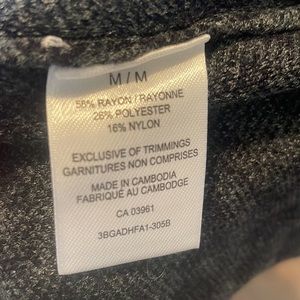 M / M
58% RAYON / RAYONNE
26% POLYESTER
16% NYLON
EXCLUSIVE OF TRIMMINGS
GARNITURES NON COMPRISES
MADE IN CAMBODIA
FABRIQUÉ AU CAMBODGE
CA 03961
3BGADHFA1-305B